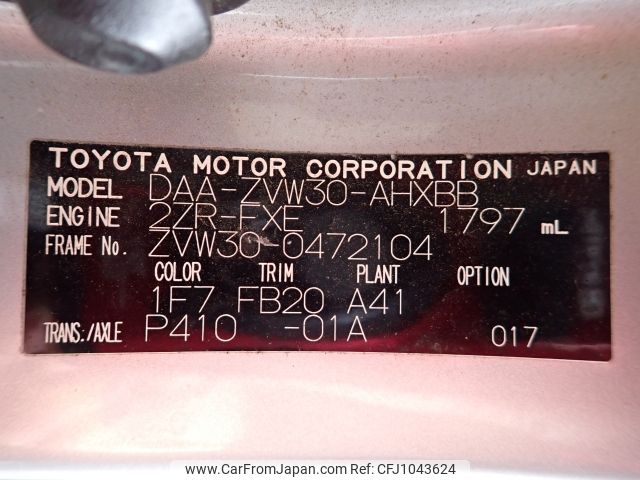 TOYOTA MOTOR CORPORATION JAPAN
MODEL DAA-ZVW30-AHXBB
ENGINE 2ZR-FXE 1797 mL
FRAME No. ZVW30-0472104
COLOR TRIM PLANT OPTION
1F7 FB20 A41
TRANS./AXLE P410 -01A 017
© www.CarFromJapan.com | Ref. CFJ1043624